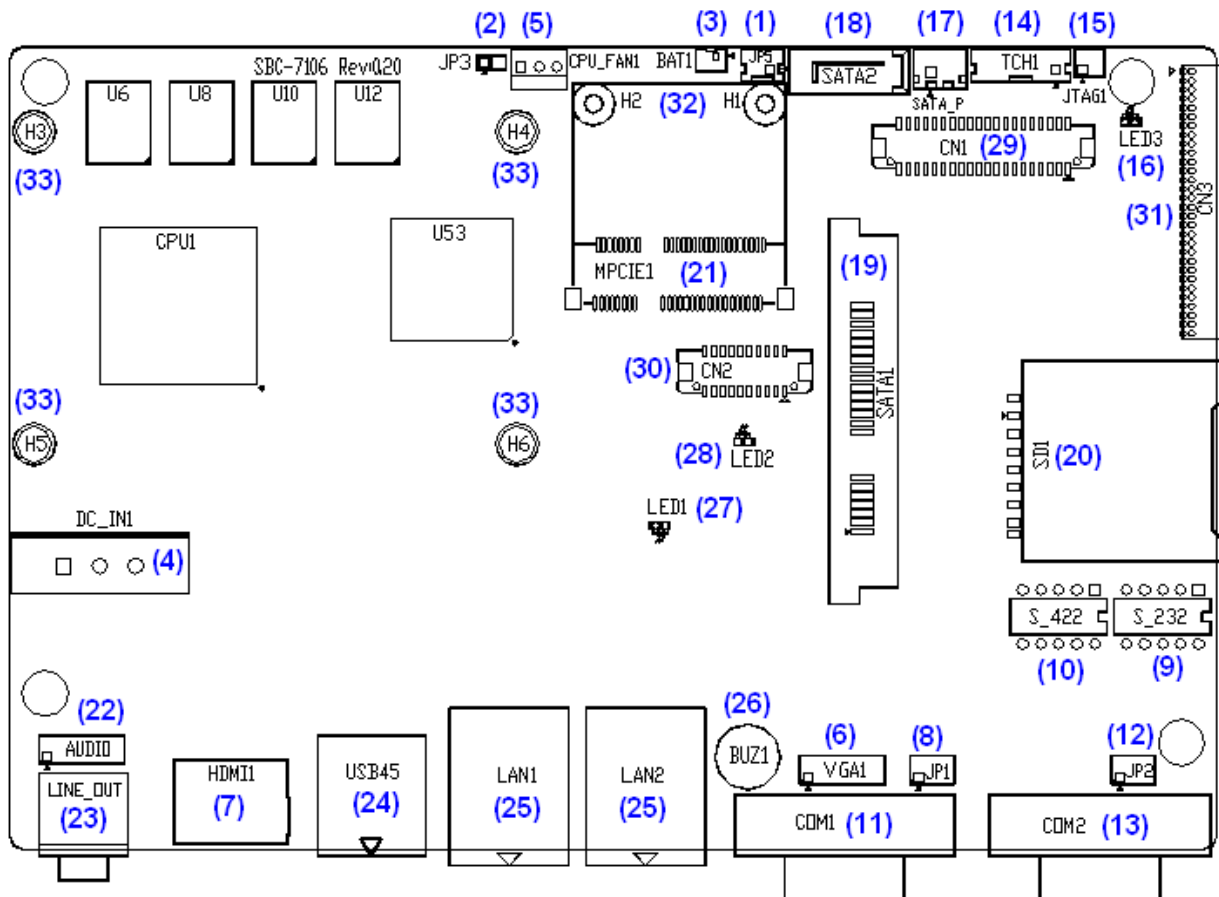 (2) (5) (3) (1) (18) (17) (14) (15)
JP3 CPU_FAN1 BAT1 JP5 SATA2 TCH1
SBC-7106 Rev:0.20
U6 U8 U10 U12
H2 (32) H1 SATA_P JTAG1
H3 H4 CN1 (29) LED3
(33) (33) (16)
CN3
(31)
CPU1 U53
MPCIE1 (21) (19)
(30) CN2
SATA1
(33) (33)
H5 H6
(28) LED2
SD1 (20)
LED1 (27)
DC_IN1
(4)
S_422 S_232
(10) (9)
(22) (26) (6) (8) (12)
AUDIO BUZ1 VGA1 JP1 JP2
LINE_OUT HDMI1 USB45 LAN1 LAN2
(23) (7) (24) (25) (25)
COM1 (11) COM2 (13)